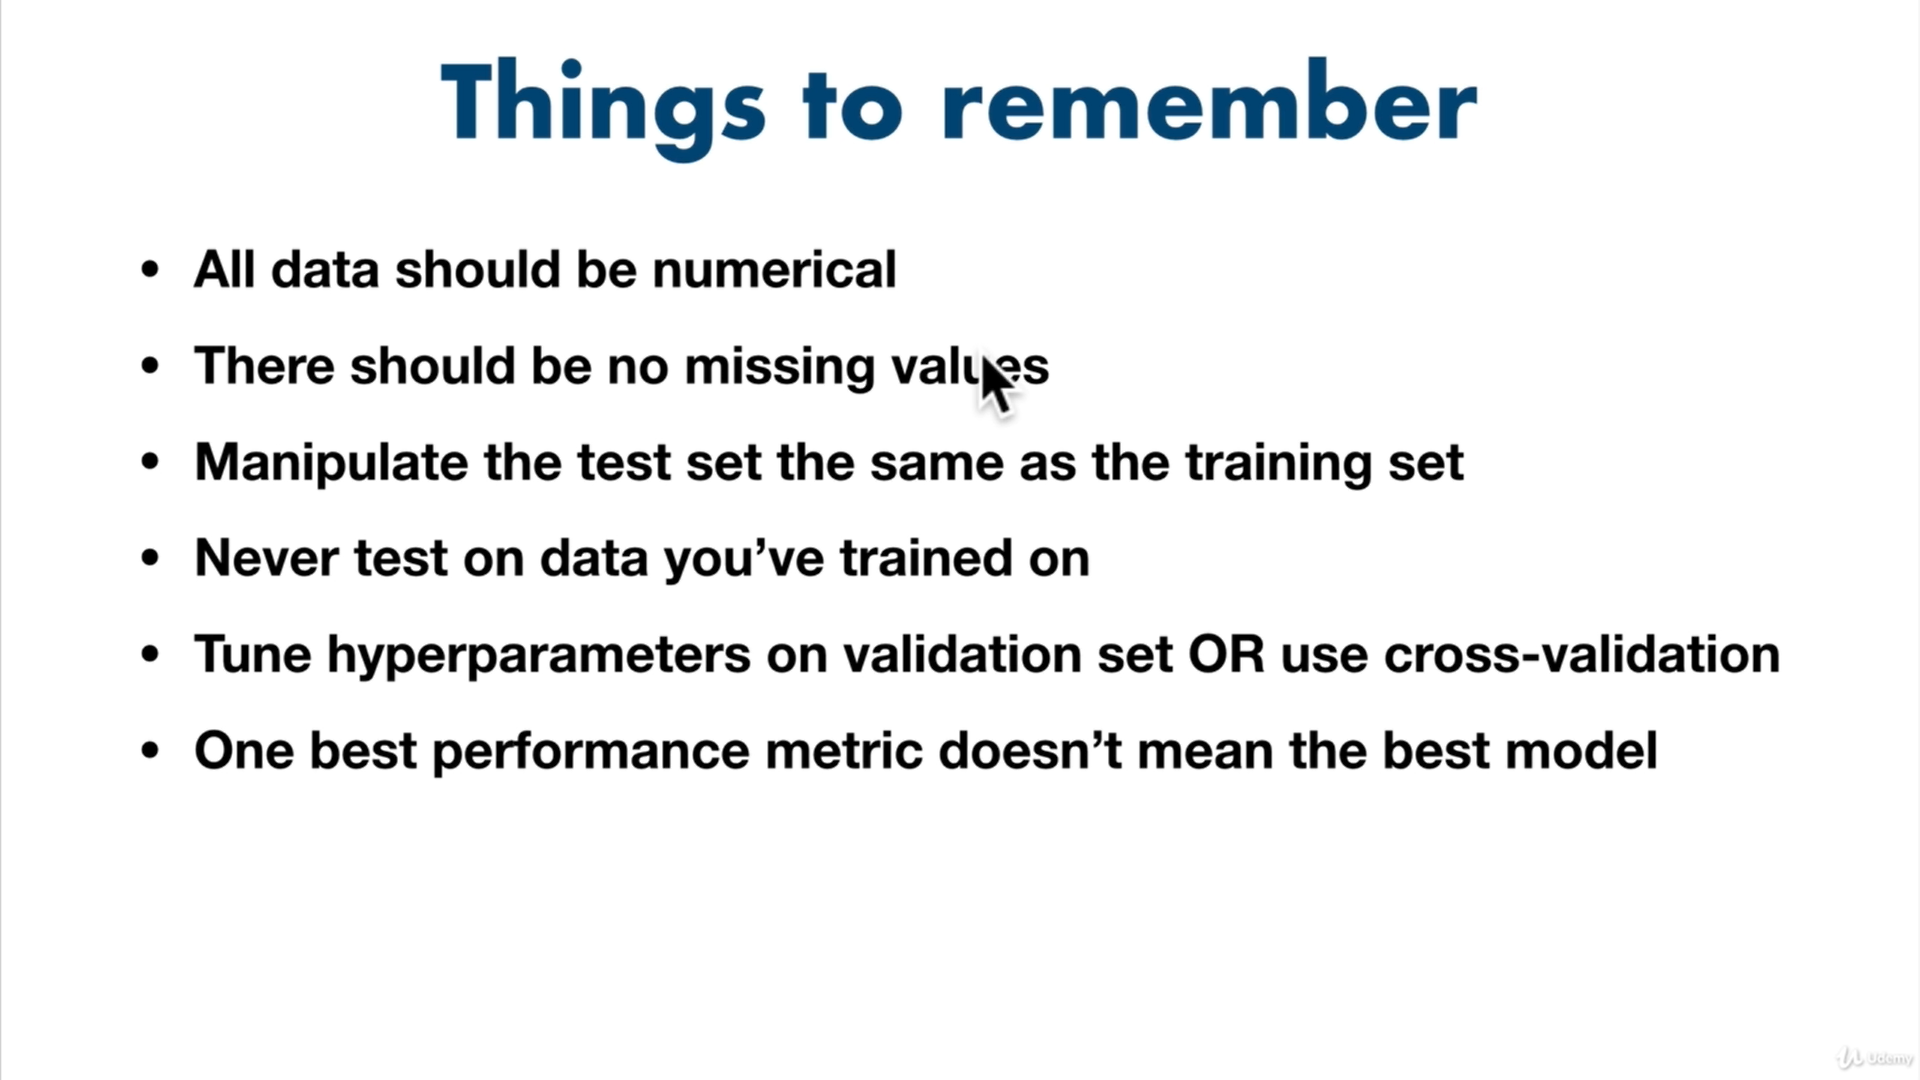 Things to remember
• All data should be numerical
• There should be no missing values
• Manipulate the test set the same as the training set
• Never test on data you’ve trained on
• Tune hyperparameters on validation set OR use cross-validation
• One best performance metric doesn’t mean the best model
Udemy